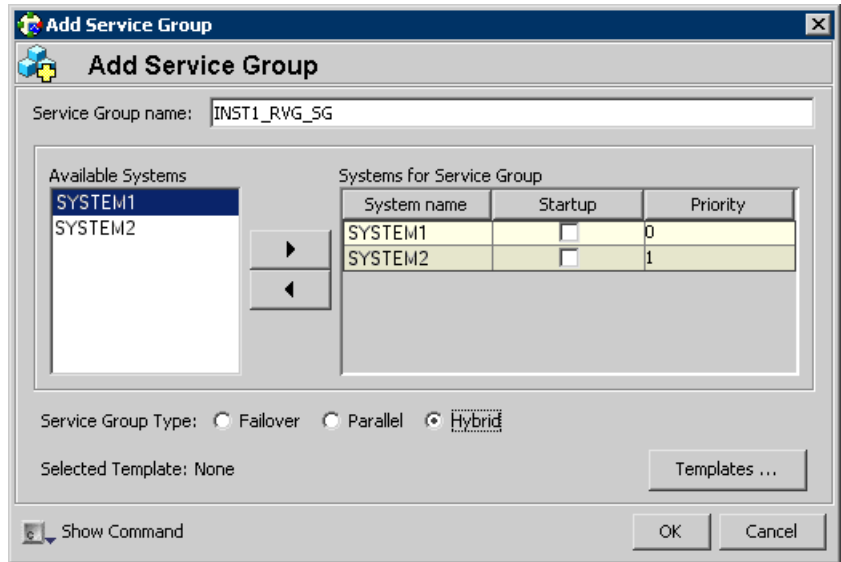 Add Service Group
Add Service Group
Service Group name: INST1_RVG_SG
Available Systems
SYSTEM1
SYSTEM2
Systems for Service Group
System name Startup Priority
SYSTEM1 0
SYSTEM2 1
Service Group Type: Failover Parallel Hybrid
Selected Template: None Templates ...
c Show Command OK Cancel